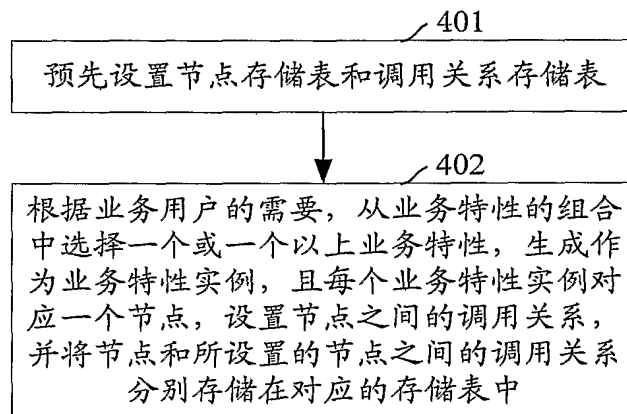 401
预先设置节点存储表和调用关系存储表
402
根据业务用户的需要，从业务特性的组合
中选择一个或一个以上业务特性，生成作
为业务特性实例，且每个业务特性实例对
应一个节点，设置节点之间的调用关系，
并将节点和所设置的节点之间的调用关系
分别存储在对应的存储表中